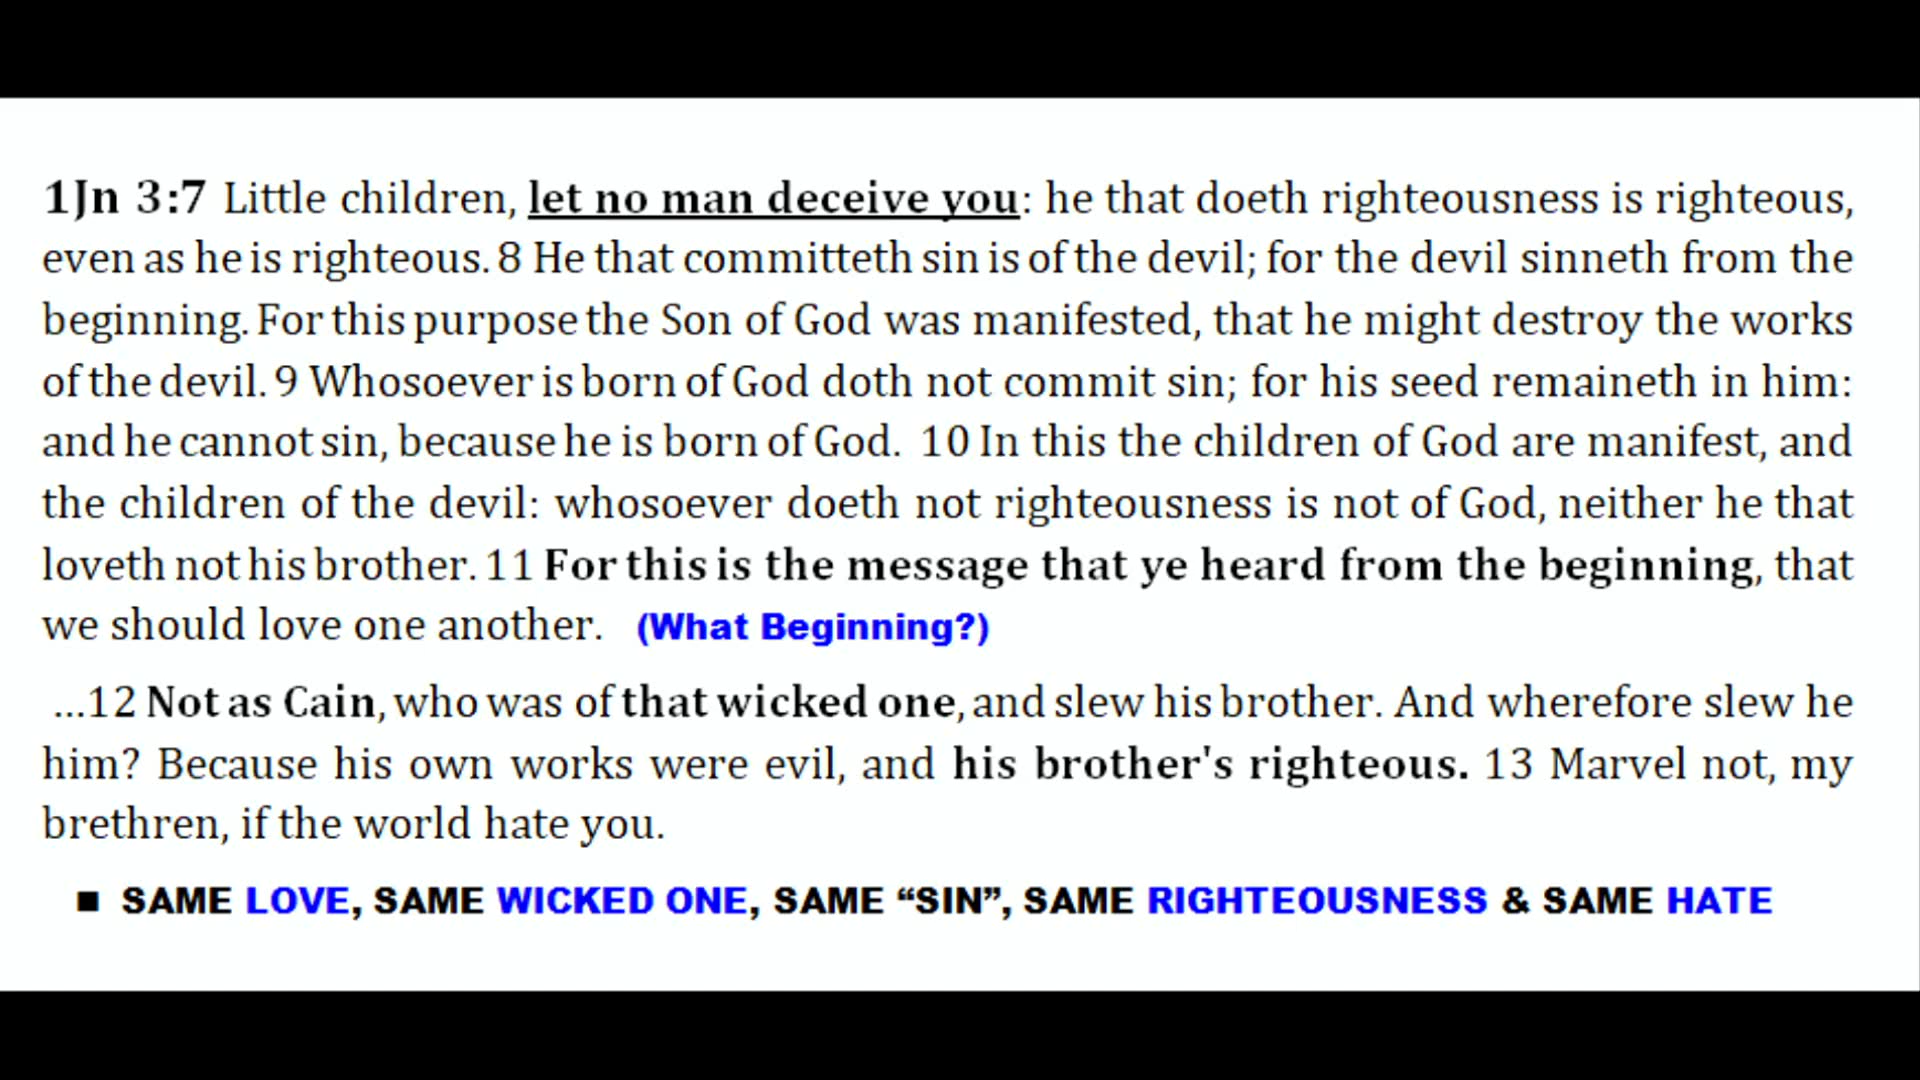 1Jn 3:7 Little children, let no man deceive you: he that doeth righteousness is righteous,
even as he is righteous. 8 He that committeth sin is of the devil; for the devil sinneth from the
beginning. For this purpose the Son of God was manifested, that he might destroy the works
of the devil. 9 Whosoever is born of God doth not commit sin; for his seed remaineth in him:
and he cannot sin, because he is born of God. 10 In this the children of God are manifest, and
the children of the devil: whosoever doeth not righteousness is not of God, neither he that
loveth not his brother. 11 For this is the message that ye heard from the beginning, that
we should love one another. (What Beginning?)
...12 Not as Cain, who was of that wicked one, and slew his brother. And wherefore slew he
him? Because his own works were evil, and his brother's righteous. 13 Marvel not, my
brethren, if the world hate you.
■ SAME LOVE, SAME WICKED ONE, SAME “SIN”, SAME RIGHTEOUSNESS & SAME HATE